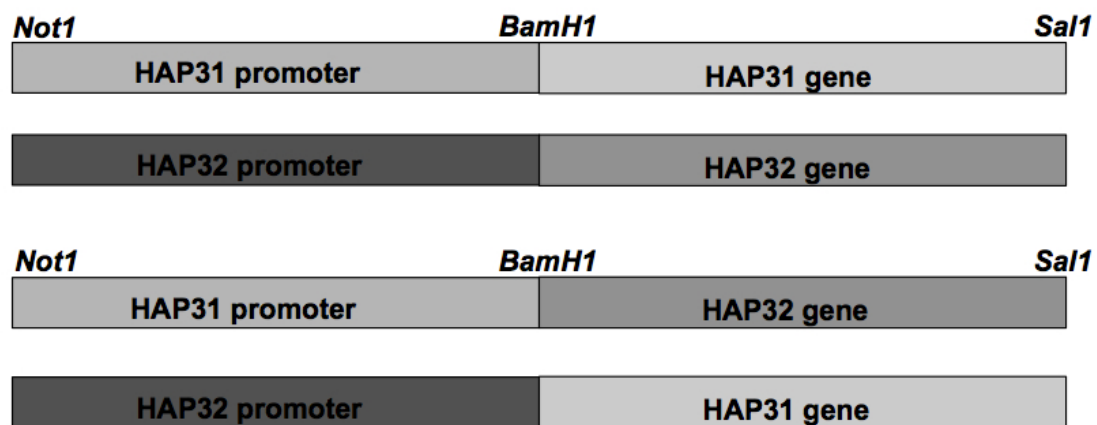 Not1 BamH1 Sal1
HAP31 promoter HAP31 gene
HAP32 promoter HAP32 gene
Not1 BamH1 Sal1
HAP31 promoter HAP32 gene
HAP32 promoter HAP31 gene